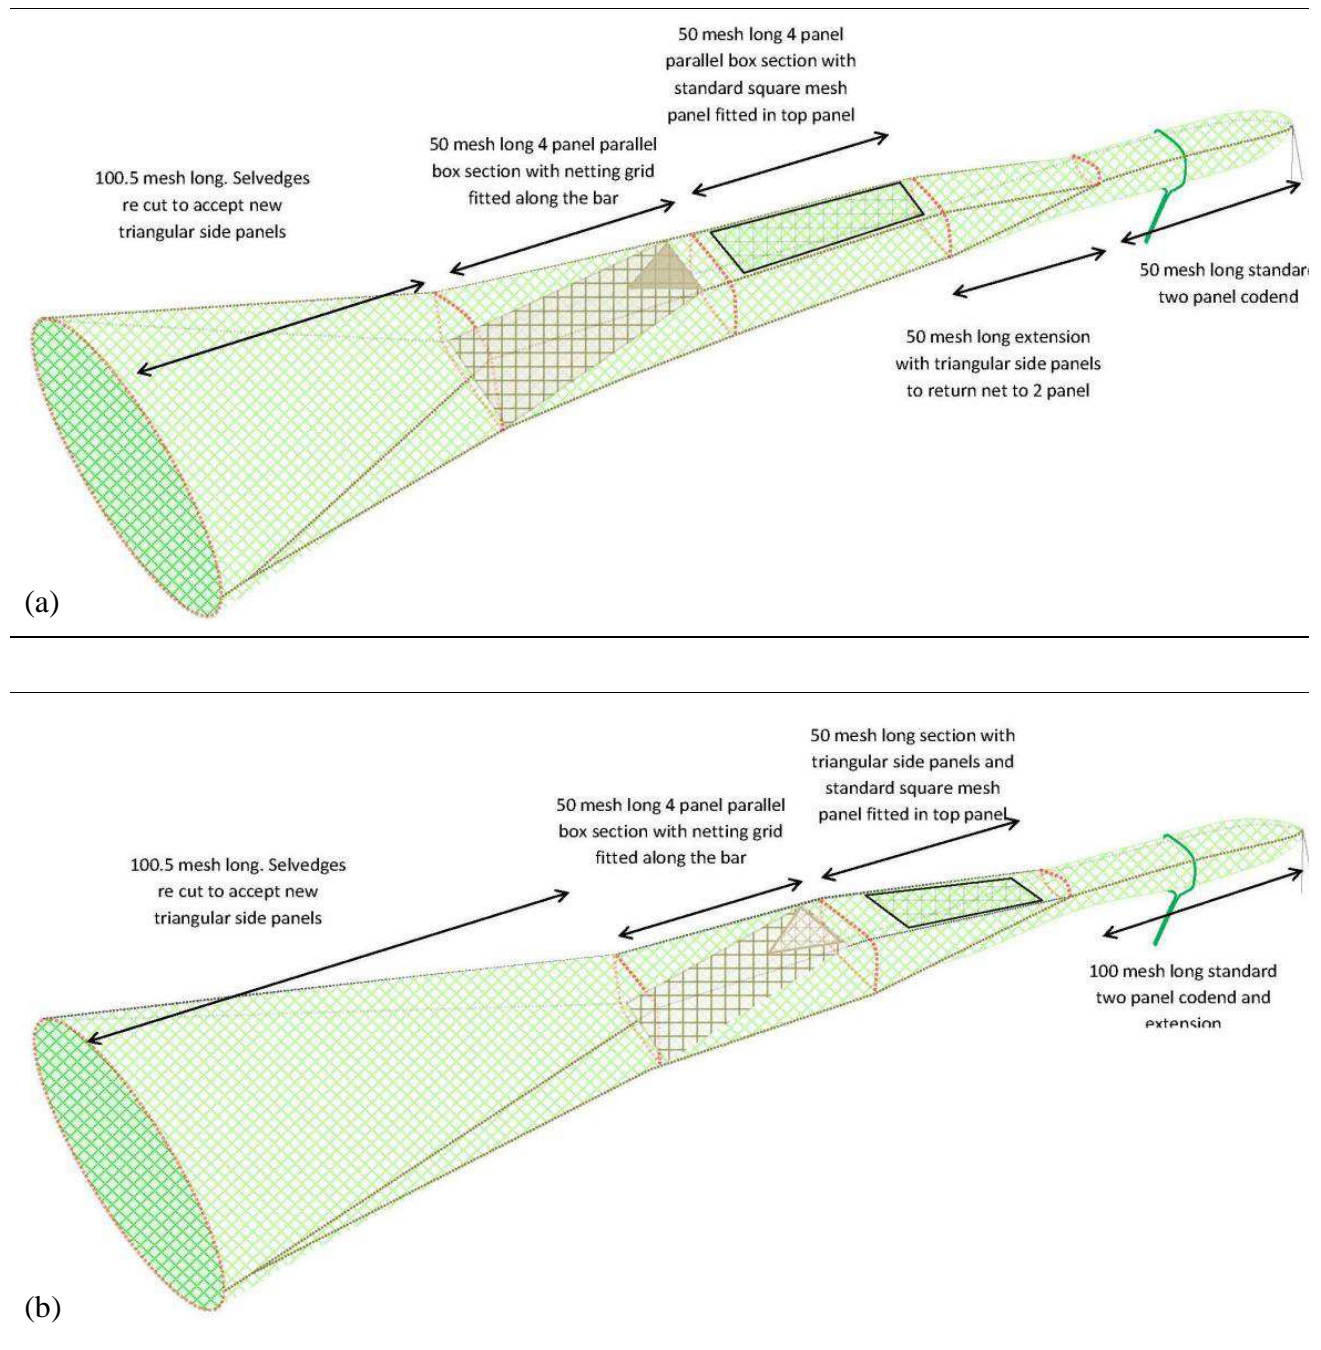 50 mesh long 4 panel
parallel box section with
standard square mesh
panel fitted in top panel
50 mesh long 4 panel parallel
box section with netting grid
fitted along the bar
100.5 mesh long. Selvedges
re cut to accept new
triangular side panels
50 mesh long standar
two panel codend
50 mesh long extension
with triangular side panels
to return net to 2 panel
(a)
50 mesh long section with
triangular side panels and
standard square mesh
panel fitted in top panel
50 mesh long 4 panel parallel
box section with netting grid
fitted along the bar
100.5 mesh long. Selvedges
re cut to accept new
triangular side panels
100 mesh long standard
two panel codend and
extension
(b)